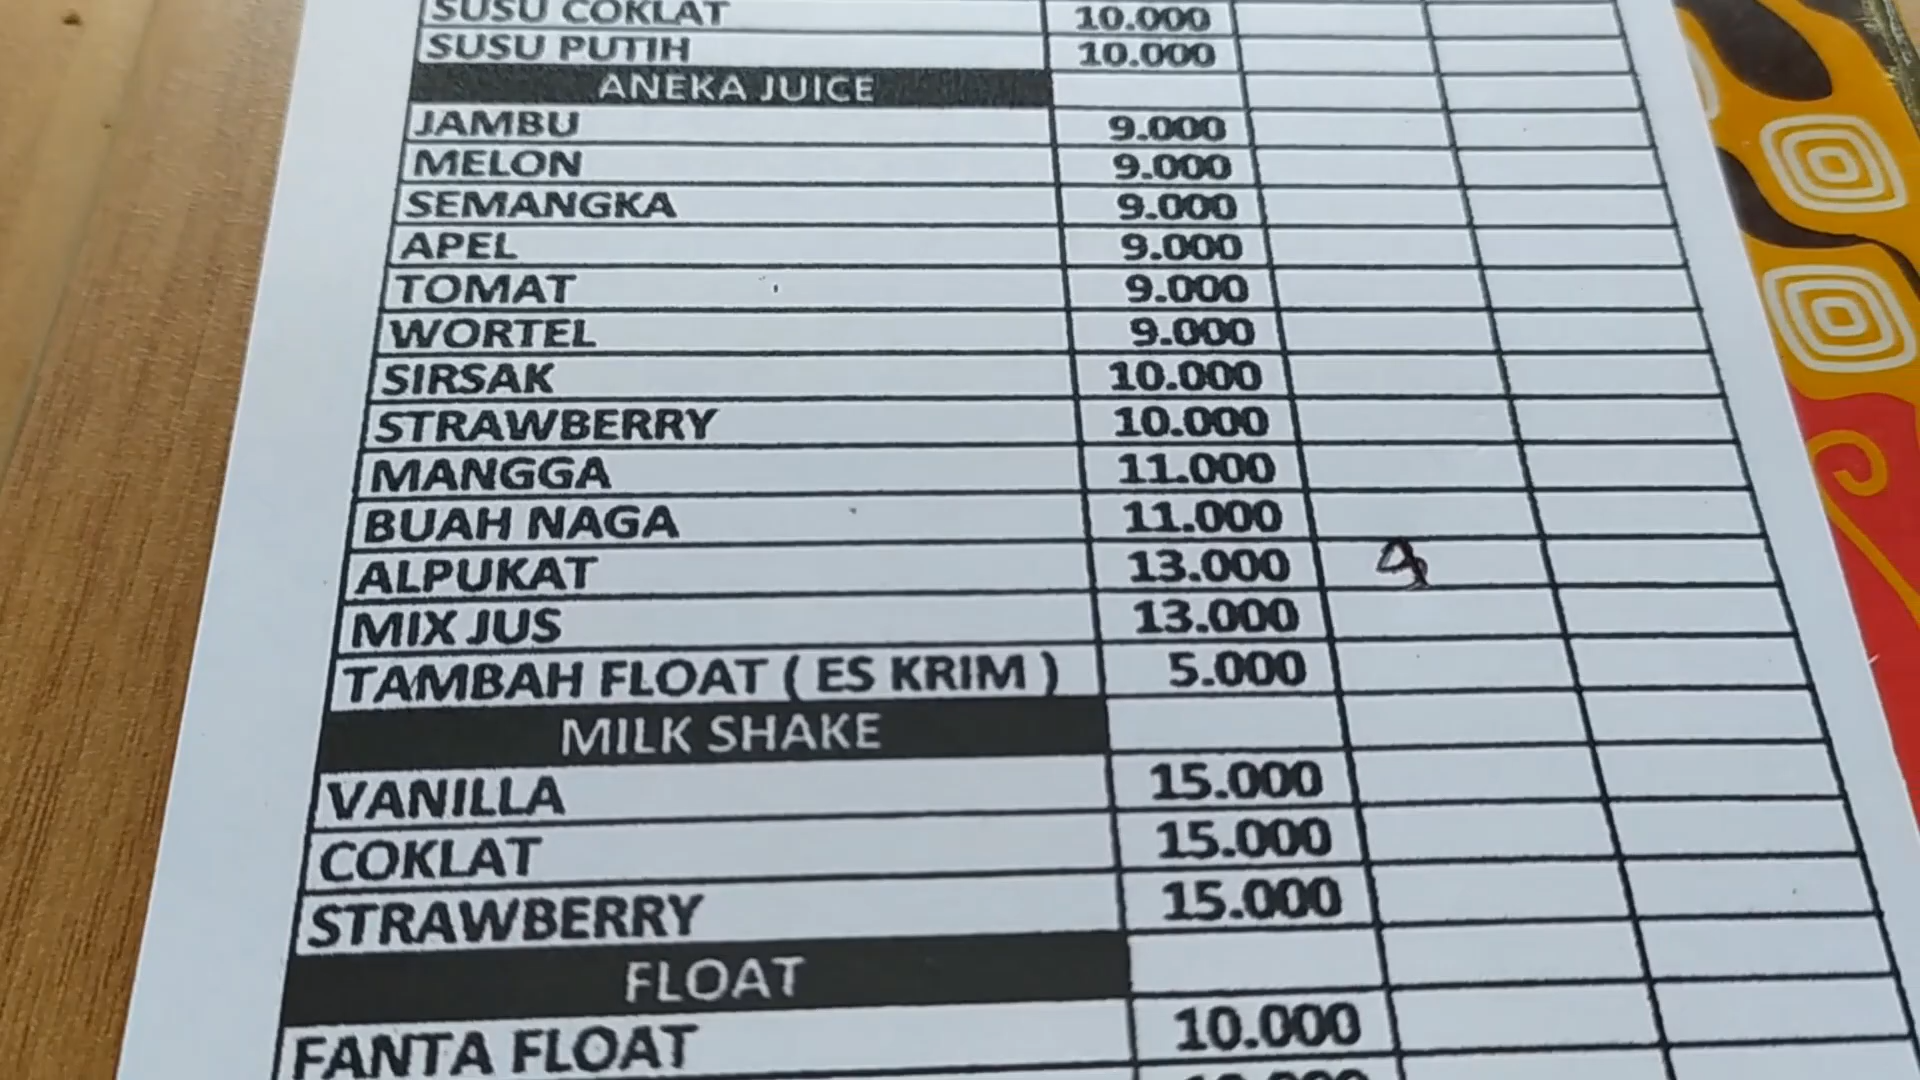 SUSU COKLAT 10.000
SUSU PUTIH 10.000
ANEKA JUICE
JAMBU 9.000
MELON 9.000
SEMANGKA 9.000
APEL 9.000
TOMAT 9.000
WORTEL 9.000
SIRSAK 10.000
STRAWBERRY 10.000
MANGGA 11.000
BUAH NAGA 11.000
ALPUKAT 13.000
MIX JUS 13.000
TAMBAH FLOAT ( ES KRIM ) 5.000
MILK SHAKE
VANILLA 15.000
COKLAT 15.000
STRAWBERRY 15.000
FLOAT
FANTA FLOAT 10.000